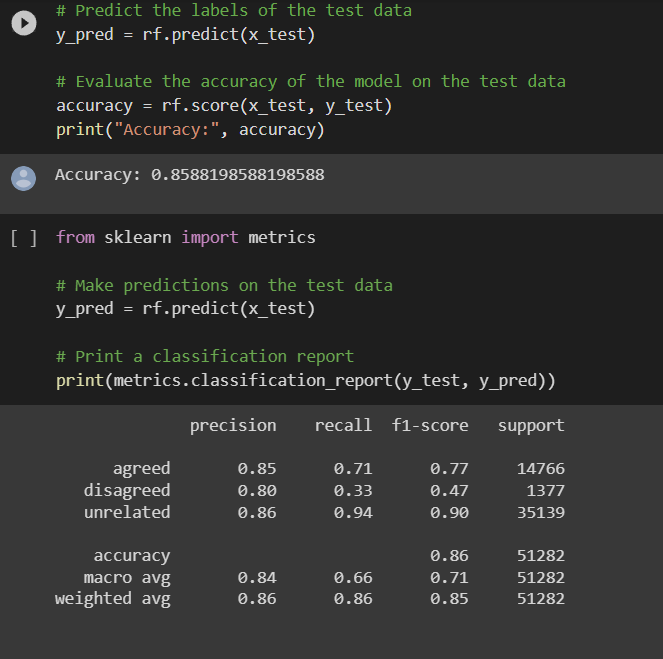 # Predict the labels of the test data
y_pred = rf.predict(x_test)
# Evaluate the accuracy of the model on the test data
accuracy = rf.score(x_test, y_test)
print("Accuracy:", accuracy)
Accuracy: 0.8588198588198588
[ ] from sklearn import metrics
# Make predictions on the test data
y_pred = rf.predict(x_test)
# Print a classification report
print(metrics.classification_report(y_test, y_pred))
precision recall f1-score support
agreed 0.85 0.71 0.77 14766
disagreed 0.80 0.33 0.47 1377
unrelated 0.86 0.94 0.90 35139
accuracy 0.86 51282
macro avg 0.84 0.66 0.71 51282
weighted avg 0.86 0.86 0.85 51282